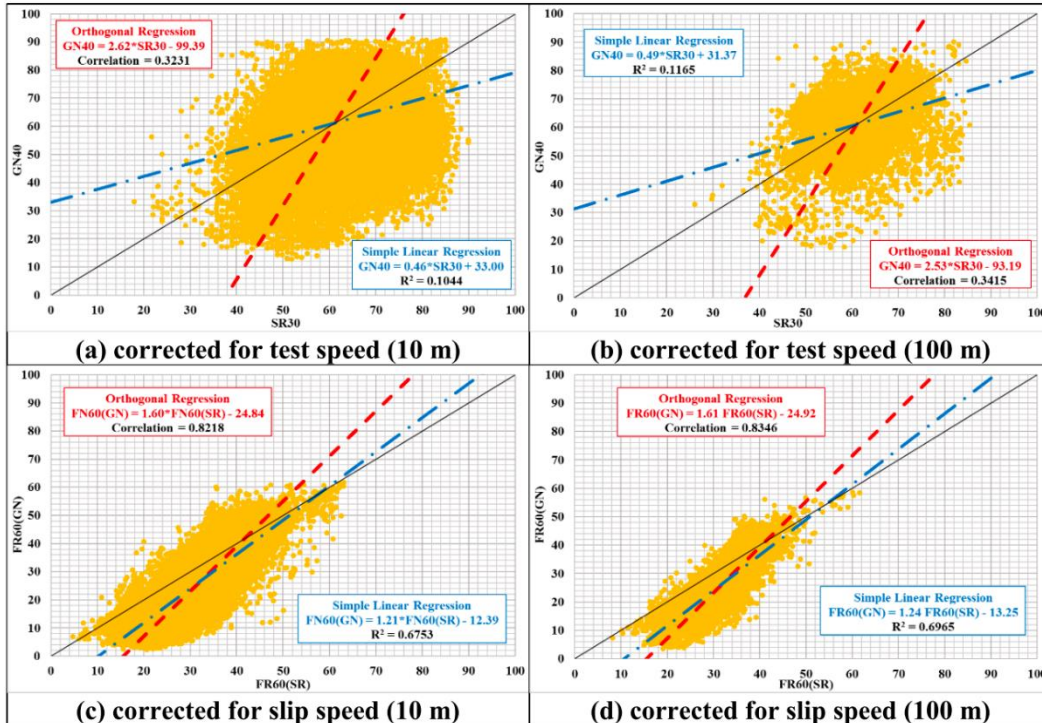 Orthogonal Regression
GN40 = 2.62*SR30 - 99.39
Correlation = 0.3231
Simple Linear Regression
GN40 = 0.46*SR30 + 33.00
R² = 0.1044
GN40
100
90
80
70
60
50
40
30
20
10
0
0 10 20 30 40 50 60 70 80 90 100
SR30
(a) corrected for test speed (10 m)
Simple Linear Regression
GN40 = 0.49*SR30 + 31.37
R² = 0.1165
Orthogonal Regression
GN40 = 2.53*SR30 - 93.19
Correlation = 0.3415
GN40
100
90
80
70
60
50
40
30
20
10
0
0 10 20 30 40 50 60 70 80 90 100
SR30
(b) corrected for test speed (100 m)
Orthogonal Regression
FN60(GN) = 1.60*FN60(SR) - 24.84
Correlation = 0.8218
Simple Linear Regression
FN60(GN) = 1.21*FN60(SR) - 12.39
R² = 0.6753
FR60(GN)
100
90
80
70
60
50
40
30
20
10
0
0 10 20 30 40 50 60 70 80 90 100
FR60(SR)
(c) corrected for slip speed (10 m)
Orthogonal Regression
FR60(GN) = 1.61 FR60(SR) - 24.92
Correlation = 0.8346
Simple Linear Regression
FR60(GN) = 1.24 FR60(SR) - 13.25
R² = 0.6965
FR60(GN)
100
90
80
70
60
50
40
30
20
10
0
0 10 20 30 40 50 60 70 80 90 100
FR60(SR)
(d) corrected for slip speed (100 m)